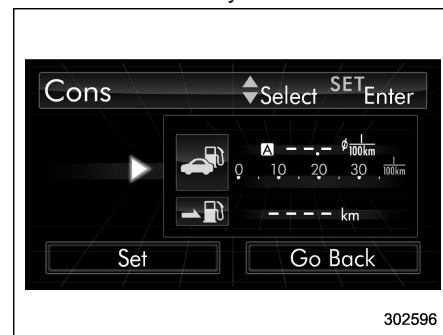 Cons Select SET Enter
A --.- ø l/100km
0 . 10 . 20 . 30 . l/100km
---- km
Set Go Back
302596